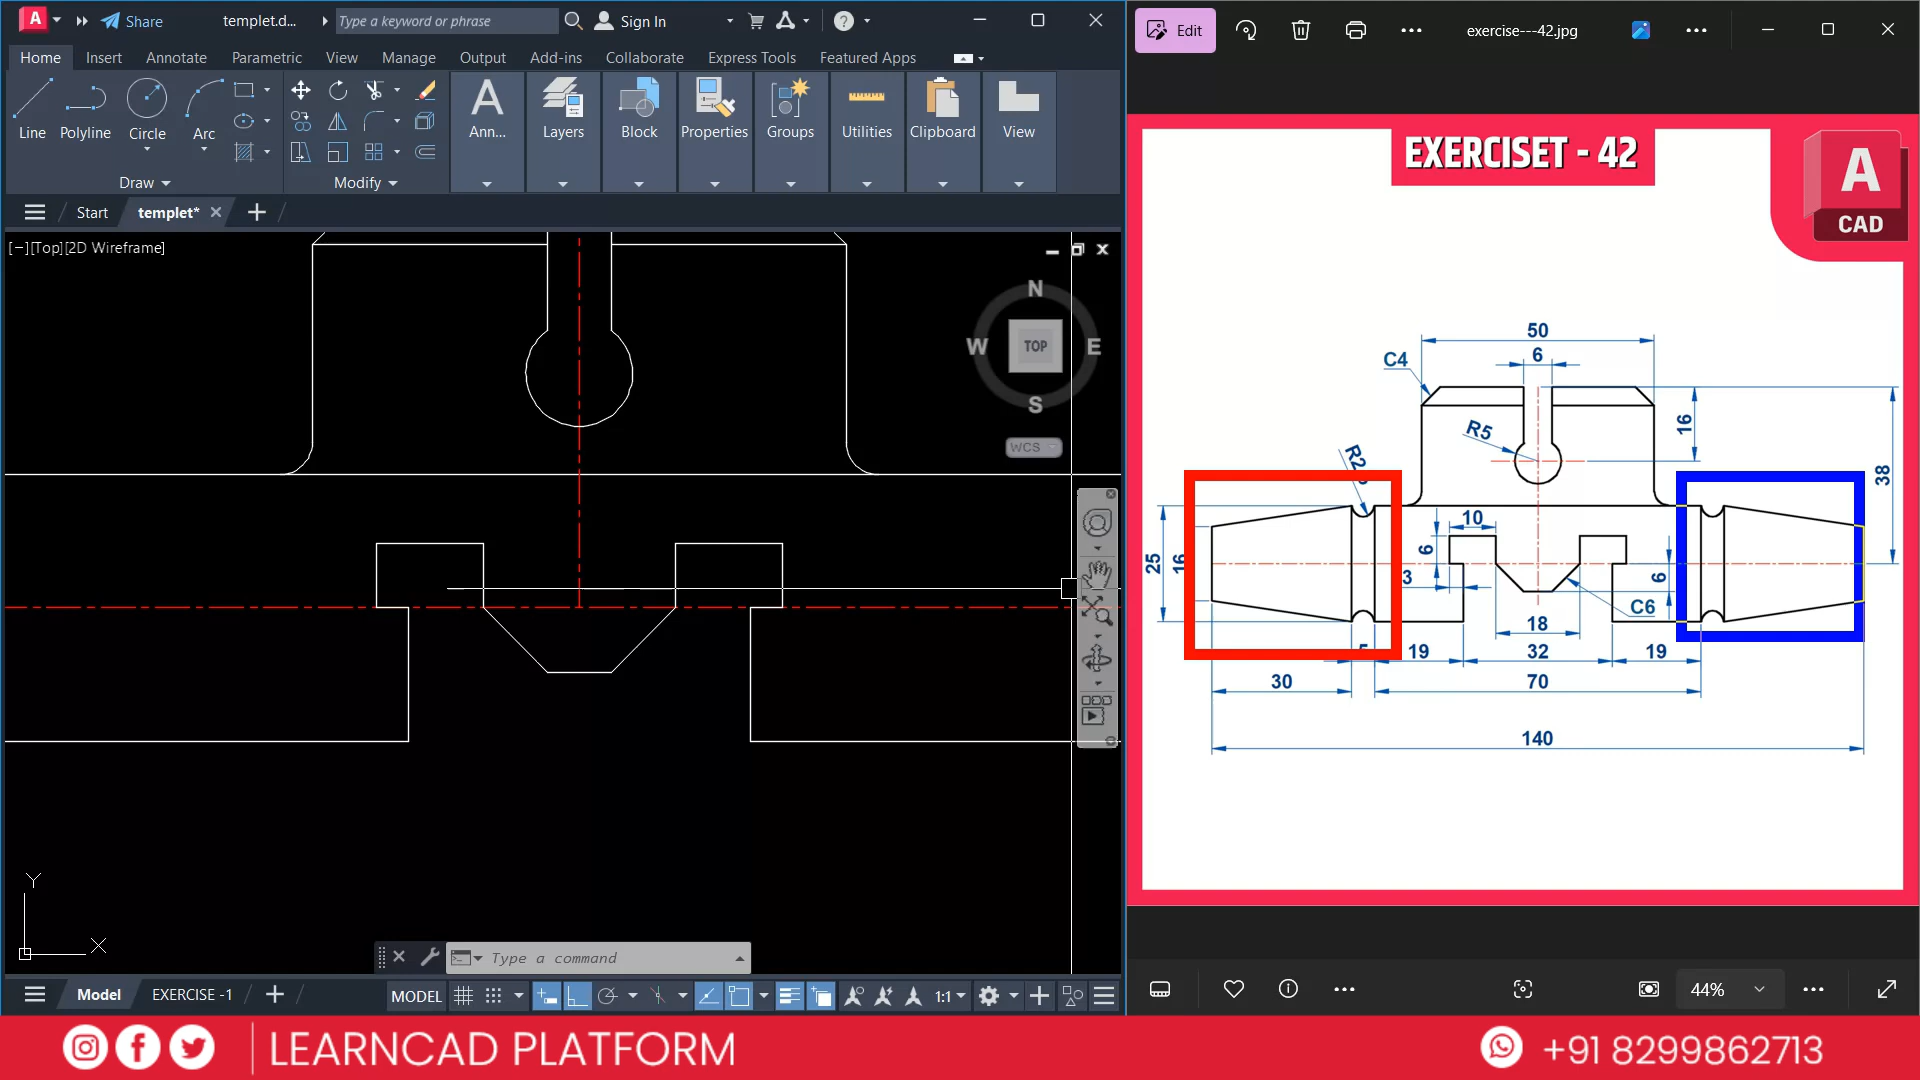 A
Share
templet.d...
Type a keyword or phrase
Sign In
Edit
exercise---42.jpg
Home Insert Annotate Parametric View Manage Output Add-ins Collaborate Express Tools Featured Apps
Line Polyline Circle Arc
Ann... Layers Block Properties Groups Utilities Clipboard View
Draw Modify
Start templet*
[−][Top][2D Wireframe]
N
W TOP E
S
WCS
Y
X
Type a command
Model EXERCISE -1
MODEL 1:1
EXERCISET - 42
A
CAD
50
6
C4
R5
16
38
10
6
25
16
3
6
C6
18
19 32 19
30 70
140
44%
LEARNCAD PLATFORM
+91 8299862713